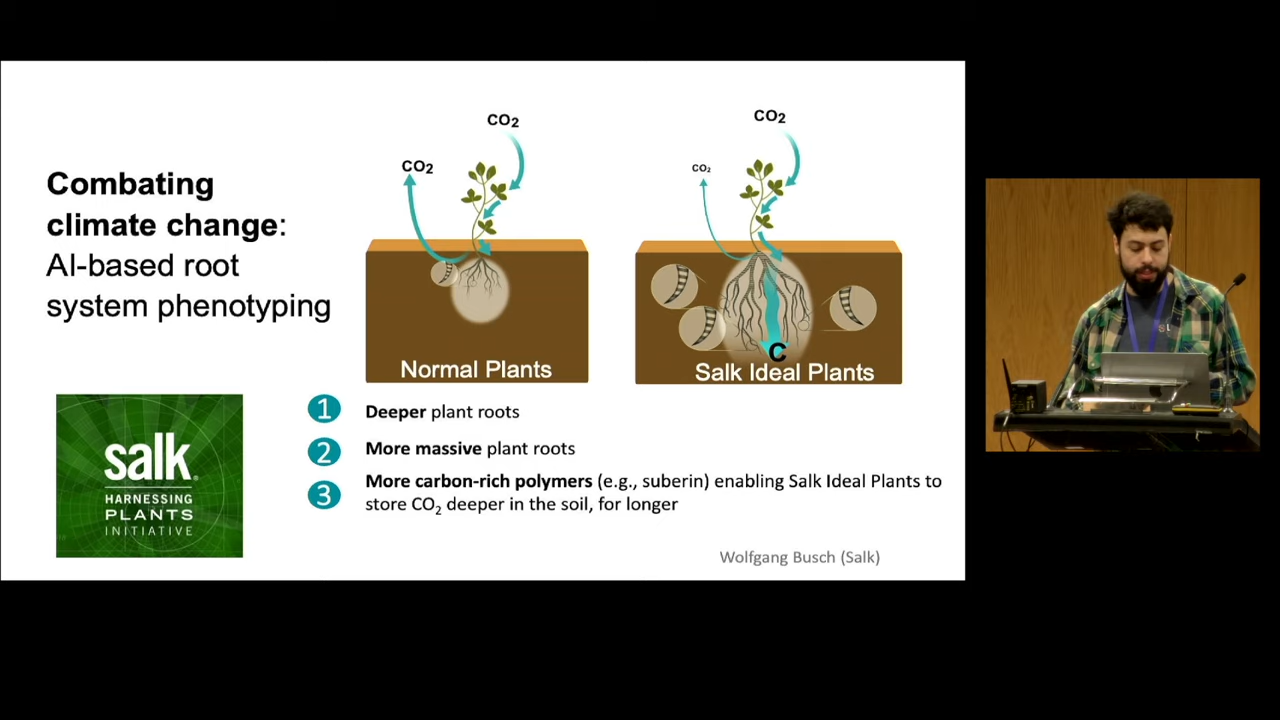 Combating
climate change:
AI-based root
system phenotyping
CO2
CO2
Normal Plants
CO2
CO2
C
Salk Ideal Plants
1 Deeper plant roots
2 More massive plant roots
3 More carbon-rich polymers (e.g., suberin) enabling Salk Ideal Plants to
store CO2 deeper in the soil, for longer
salk
HARNESSING
PLANTS
INITIATIVE
Wolfgang Busch (Salk)